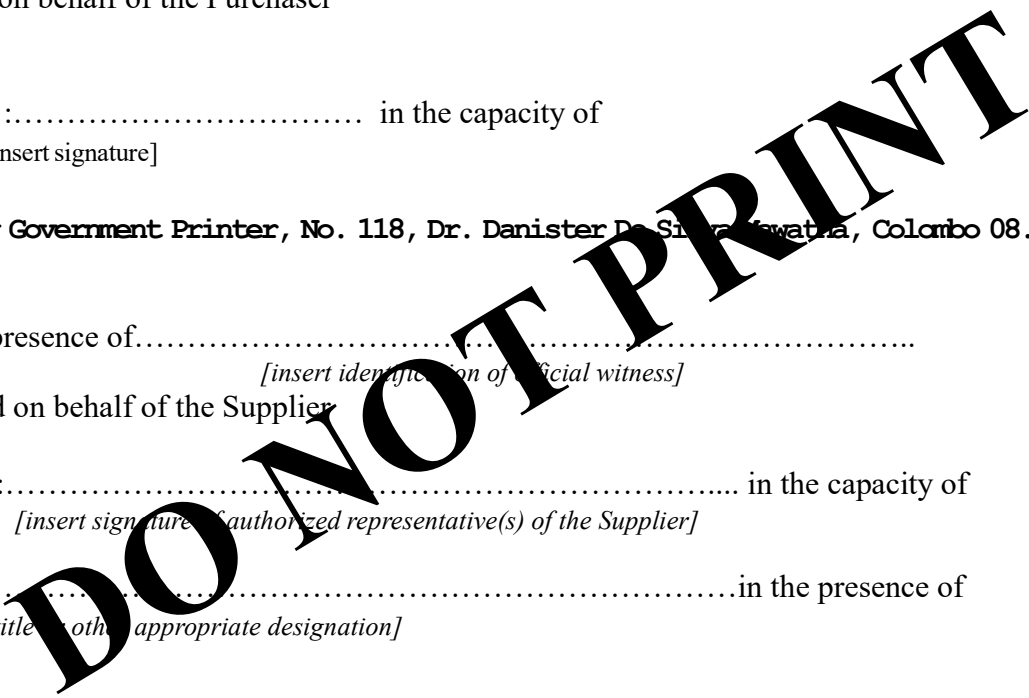 on behalf of the Purchaser
:…………………………… in the capacity of
nsert signature]
Government Printer, No. 118, Dr. Danister De Silva Mawatha, Colombo 08.
presence of…………………………………………………………………..
[insert identification of official witness]
on behalf of the Supplier
:……………………………………………………………... in the capacity of
[insert signature of authorized representative(s) of the Supplier]
………………………………………………………………in the presence of
title or other appropriate designation]
DO NOT PRINT